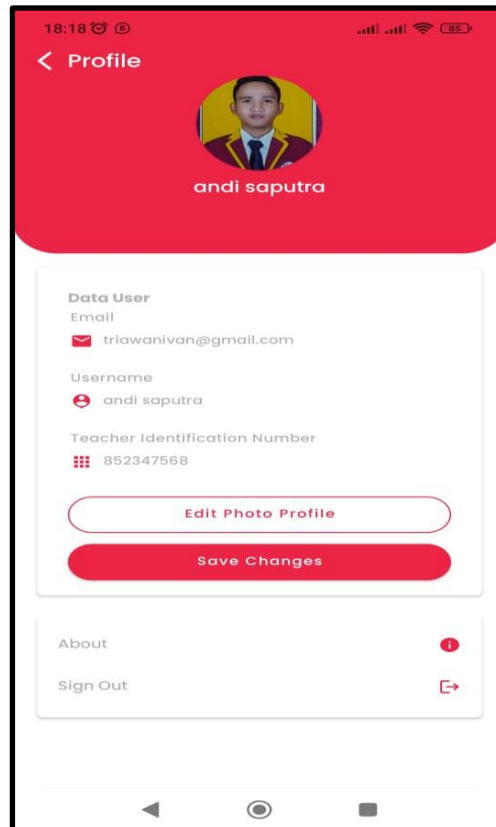 18:18
85
Profile
andi saputra
Data User
Email
triawanivan@gmail.com
Username
andi saputra
Teacher Identification Number
852347568
Edit Photo Profile
Save Changes
About
Sign Out